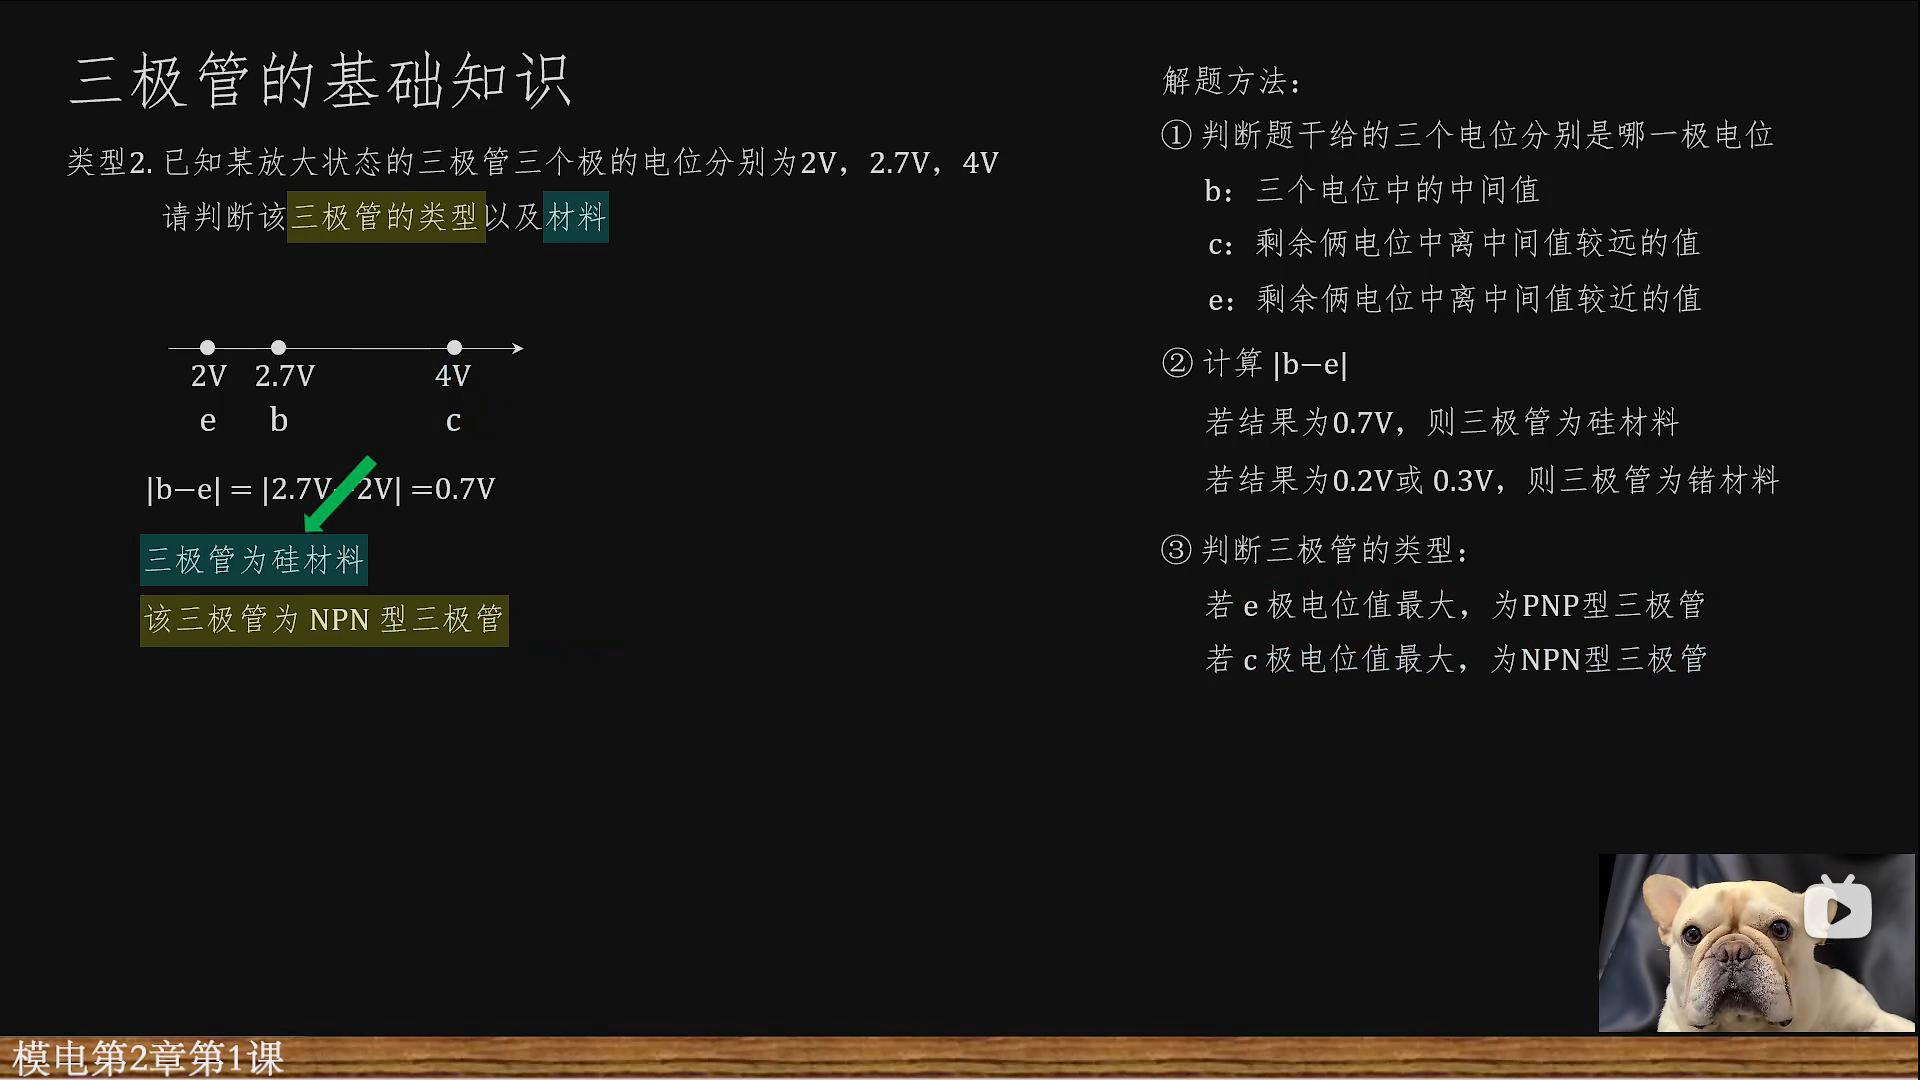 三极管的基础知识
类型2. 已知某放大状态的三极管三个极的电位分别为2V，2.7V，4V
请判断该三极管的类型以及材料
2V 2.7V 4V
e b c
|b−e| = |2.7V−2V| =0.7V
三极管为硅材料
该三极管为 NPN 型三极管
解题方法：
① 判断题干给的三个电位分别是哪一极电位
b： 三个电位中的中间值
c： 剩余俩电位中离中间值较远的值
e： 剩余俩电位中离中间值较近的值
② 计算 |b−e|
若结果为0.7V，则三极管为硅材料
若结果为0.2V或 0.3V，则三极管为锗材料
③ 判断三极管的类型：
若 e 极电位值最大，为PNP型三极管
若 c 极电位值最大，为NPN型三极管
模电第2章第1课